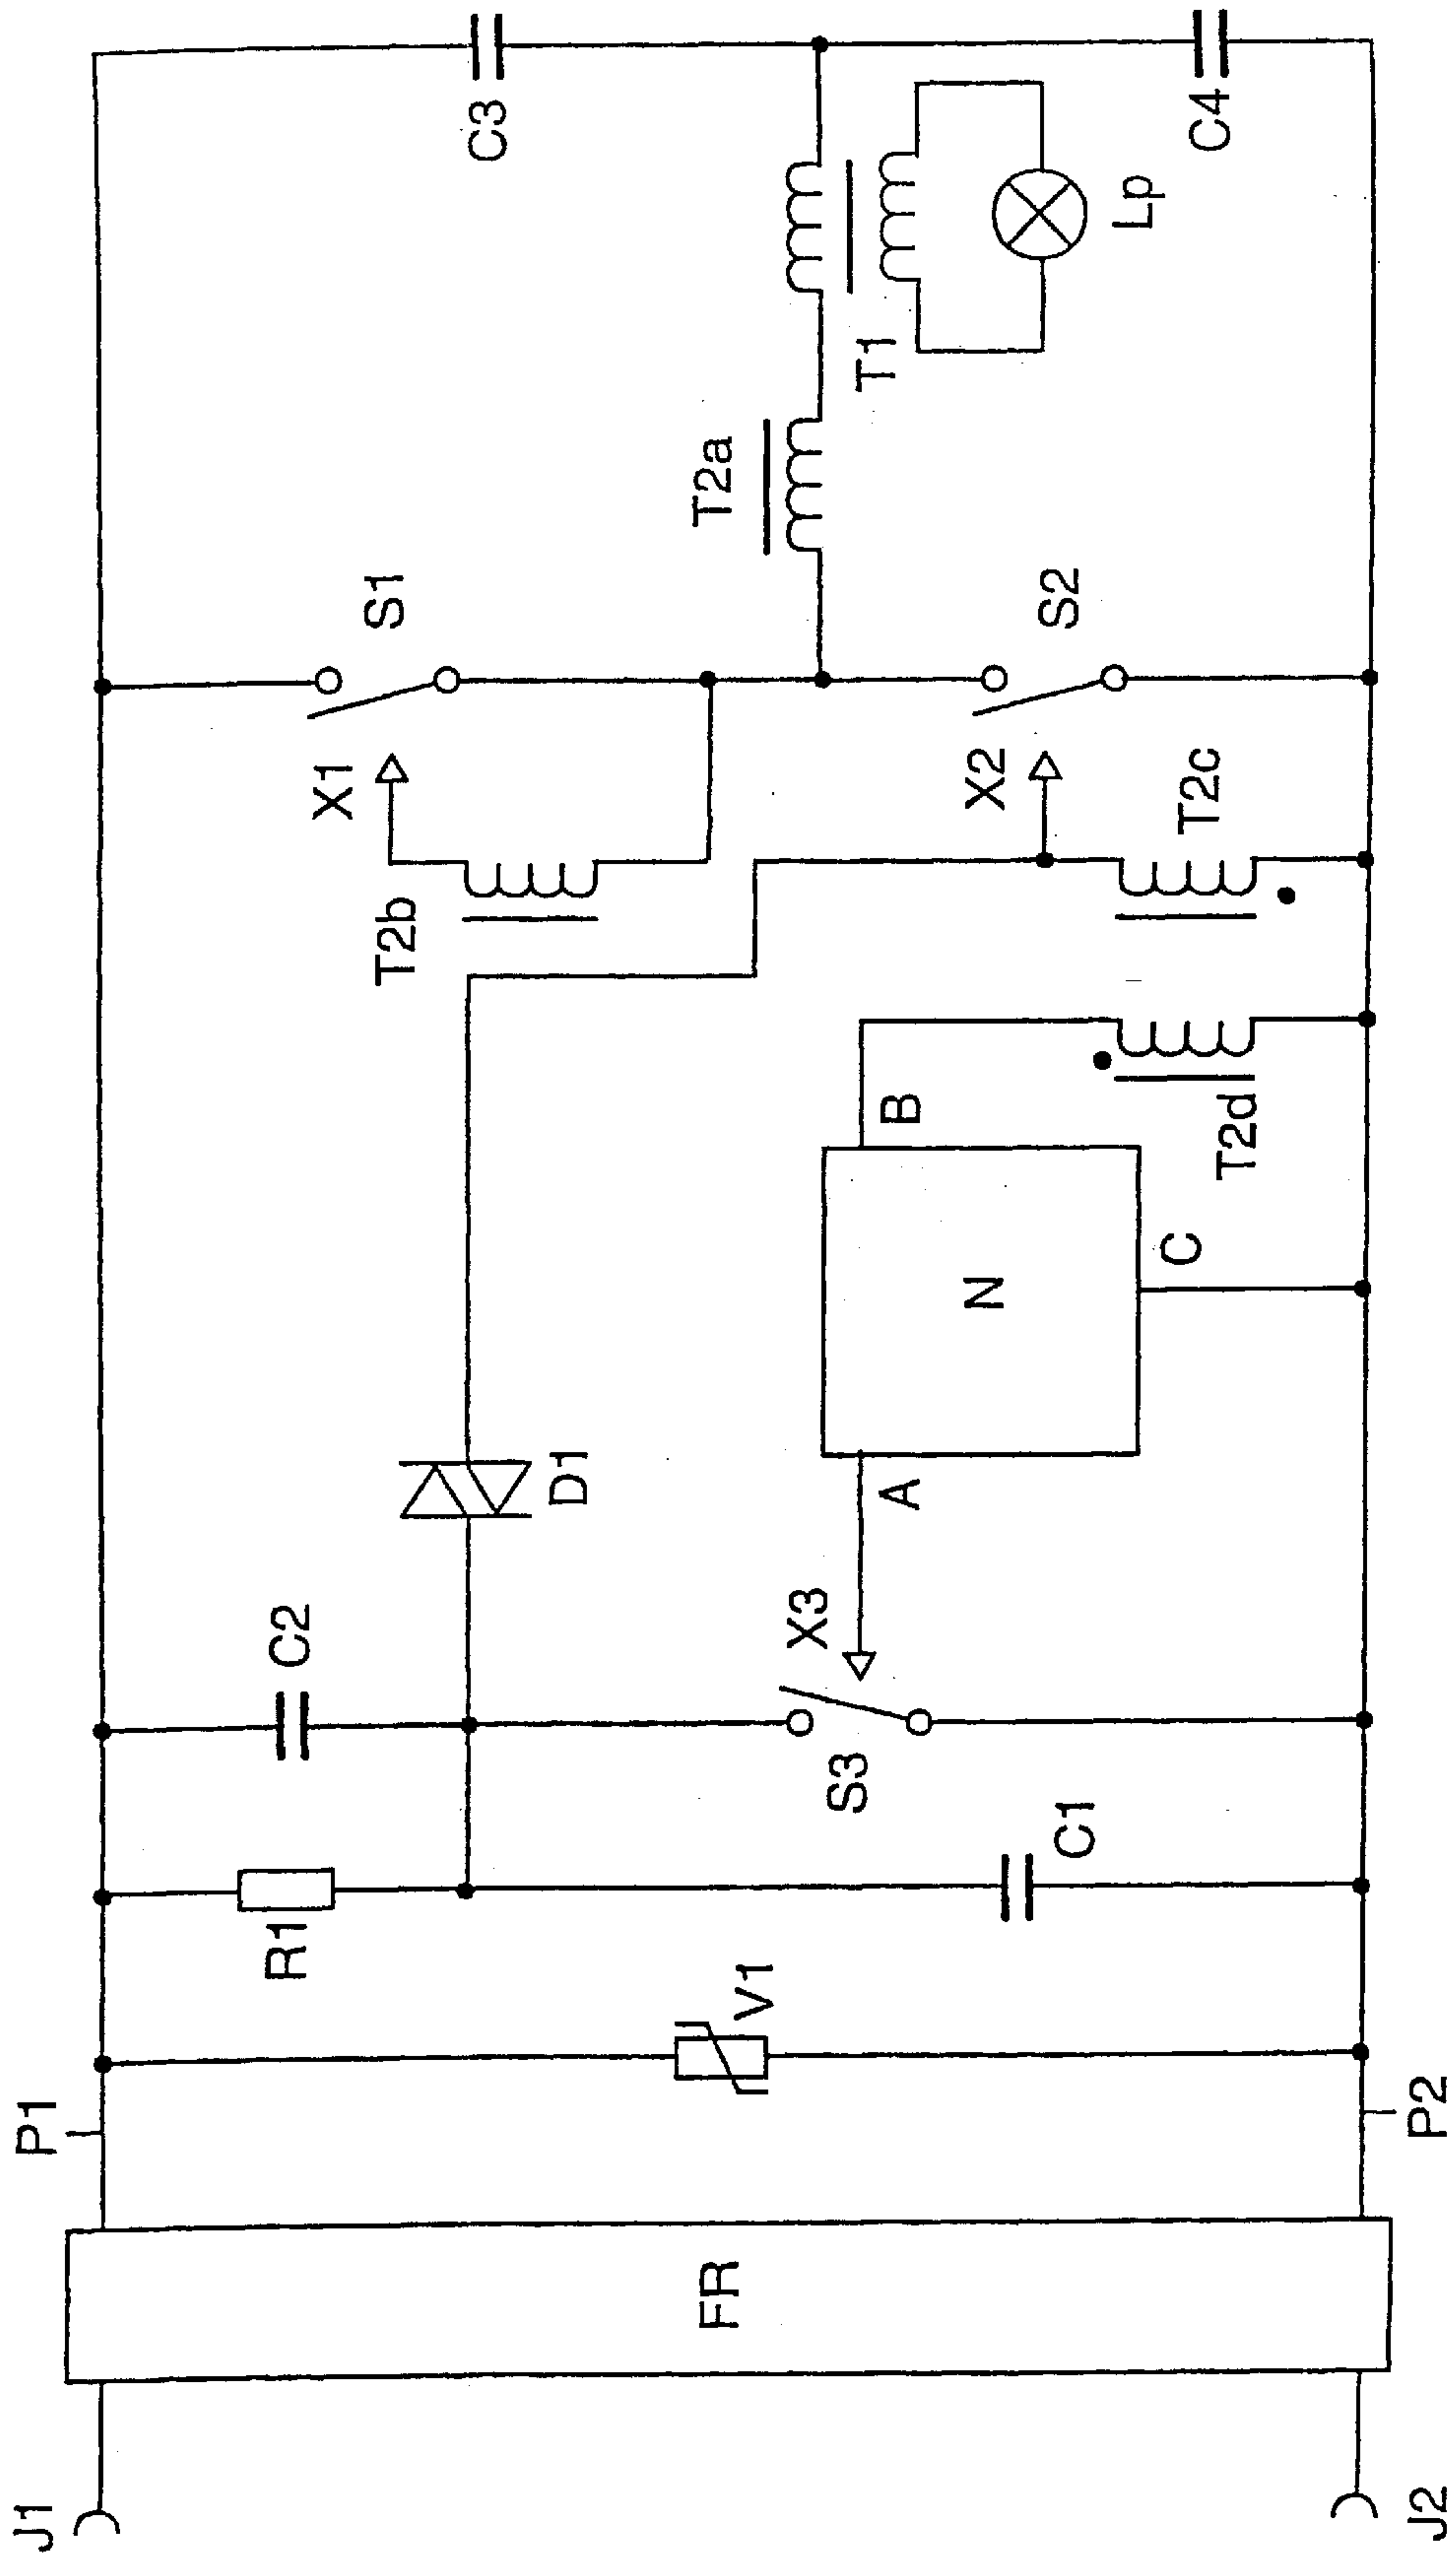 J1
J2
FR
P1
P2
V1
R1
C1
C2
S3
X3
D1
A
N
B
C
T2d
T2b
T2c
X1
X2
S1
S2
T2a
T1
Lp
C3
C4